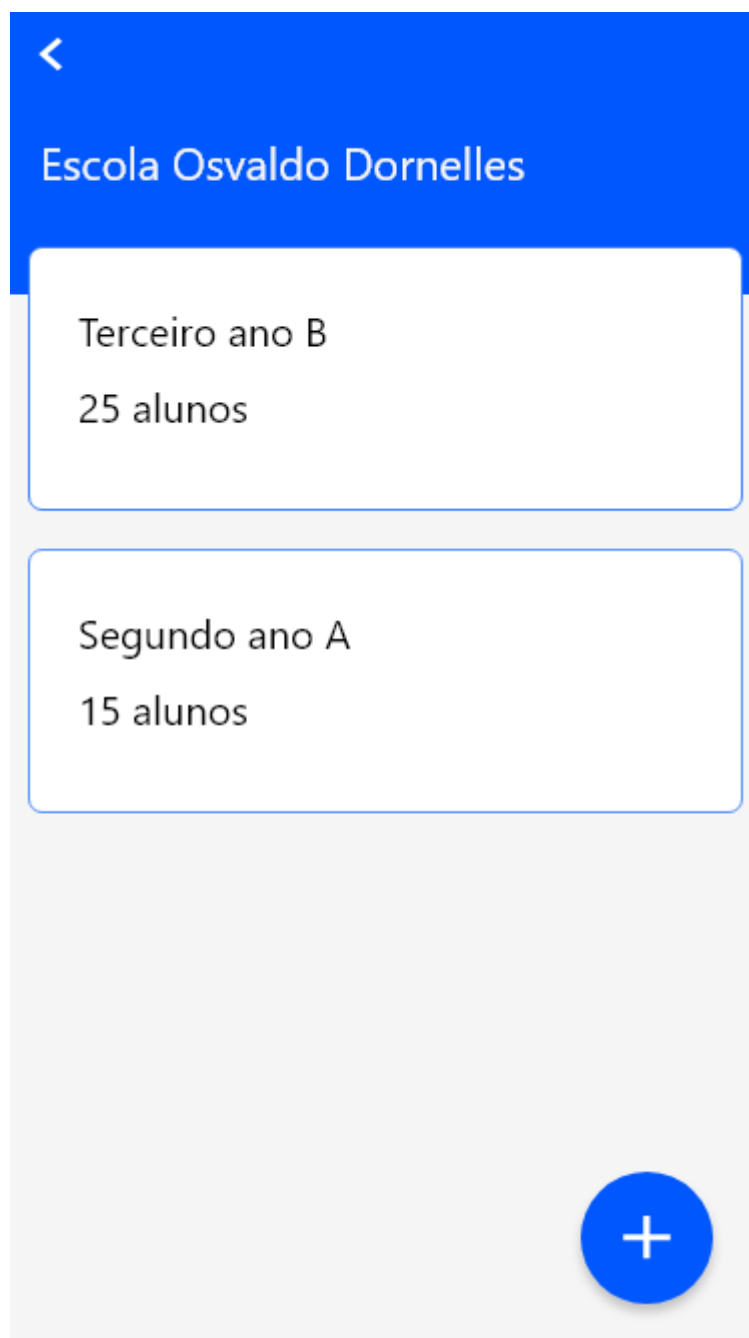 Escola Osvaldo Dornelles
Terceiro ano B
25 alunos
Segundo ano A
15 alunos